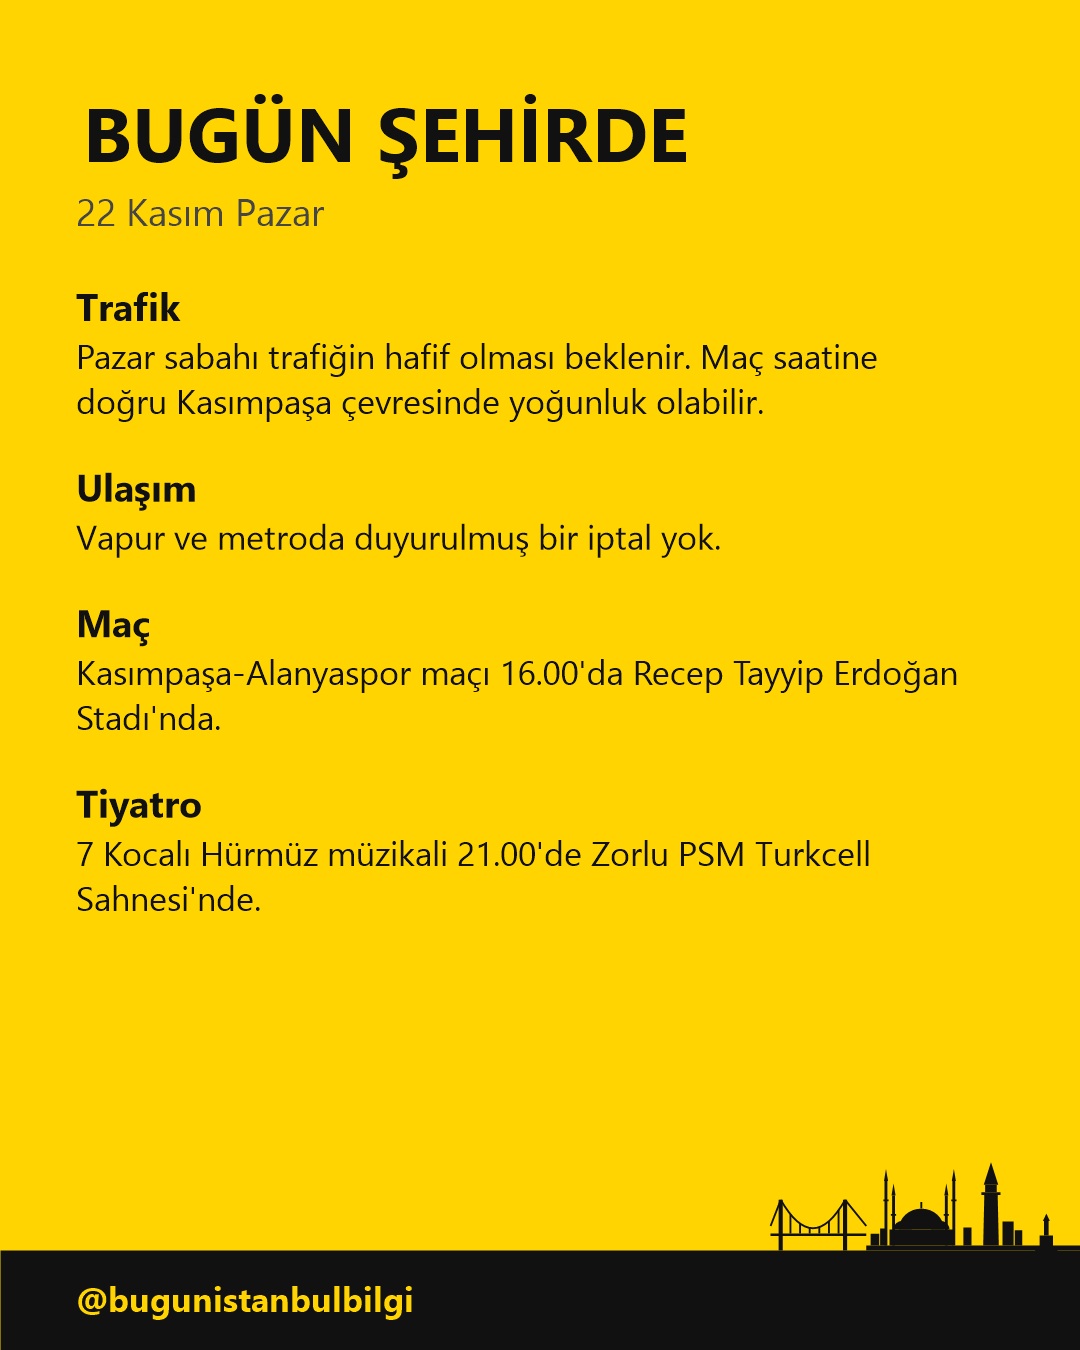 BUGÜN ŞEHİRDE
22 Kasım Pazar
Trafik
Pazar sabahı trafiğin hafif olması beklenir. Maç saatine
doğru Kasımpaşa çevresinde yoğunluk olabilir.
Ulaşım
Vapur ve metroda duyurulmuş bir iptal yok.
Maç
Kasımpaşa-Alanyaspor maçı 16.00'da Recep Tayyip Erdoğan
Stadı'nda.
Tiyatro
7 Kocalı Hürmüz müzikali 21.00'de Zorlu PSM Turkcell
Sahnesi'nde.
@bugunistanbulbilgi